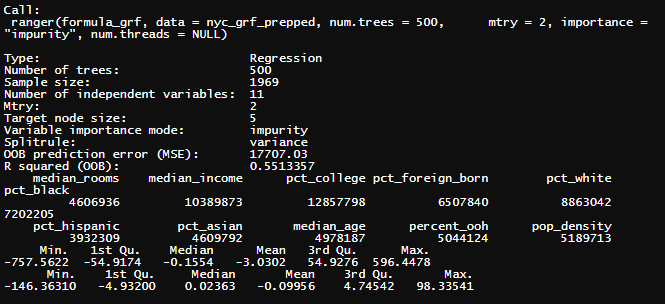 Call:
 ranger(formula_grf, data = nyc_grf_prepped, num.trees = 500,      mtry = 2, importance =
"impurity", num.threads = NULL)

Type:                             Regression
Number of trees:                  500
Sample size:                      1969
Number of independent variables:  11
Mtry:                             2
Target node size:                 5
Variable importance mode:         impurity
Splitrule:                        variance
OOB prediction error (MSE):       17707.03
R squared (OOB):                  0.5513357
    median_rooms    median_income      pct_college pct_foreign_born        pct_white
pct_black
         4606936         10389873         12857798          6507840          8863042
7202205
    pct_hispanic        pct_asian       median_age      percent_ooh      pop_density
         3932309          4609792          4978187          5044124          5189713
     Min.   1st Qu.    Median      Mean   3rd Qu.      Max.
-757.5622  -54.9174   -0.1554   -3.0302   54.9276  596.4478
      Min.    1st Qu.     Median       Mean    3rd Qu.       Max.
-146.36310   -4.93200    0.02363   -0.09956    4.74542   98.33541